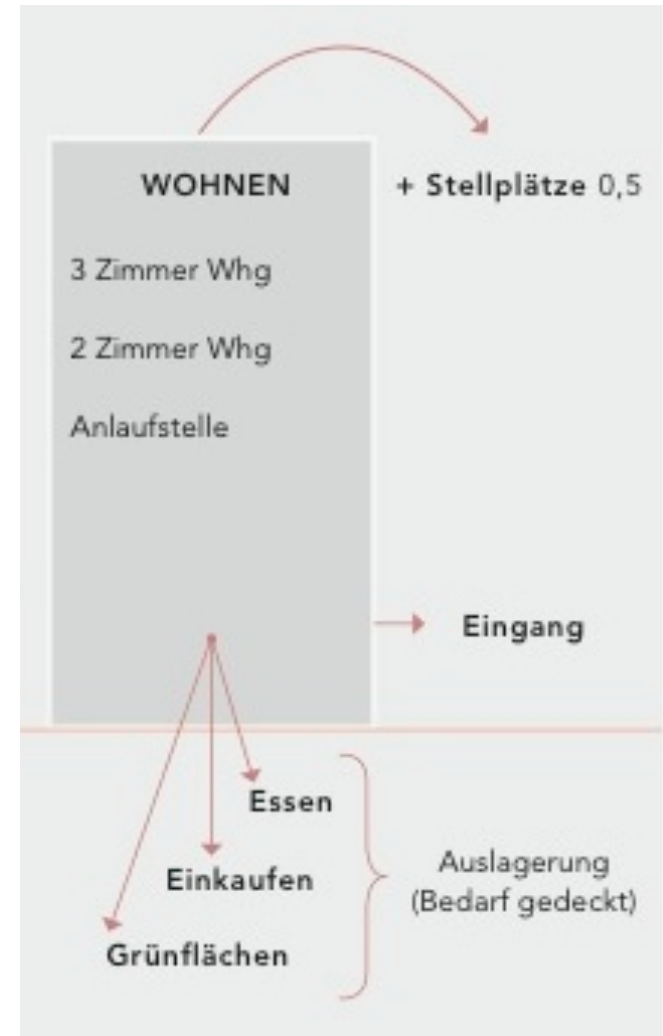 WOHNEN
+ Stellplätze 0,5
3 Zimmer Whg
2 Zimmer Whg
Anlaufstelle
Eingang
Essen
Einkaufen
Grünflächen
Auslagerung
(Bedarf gedeckt)